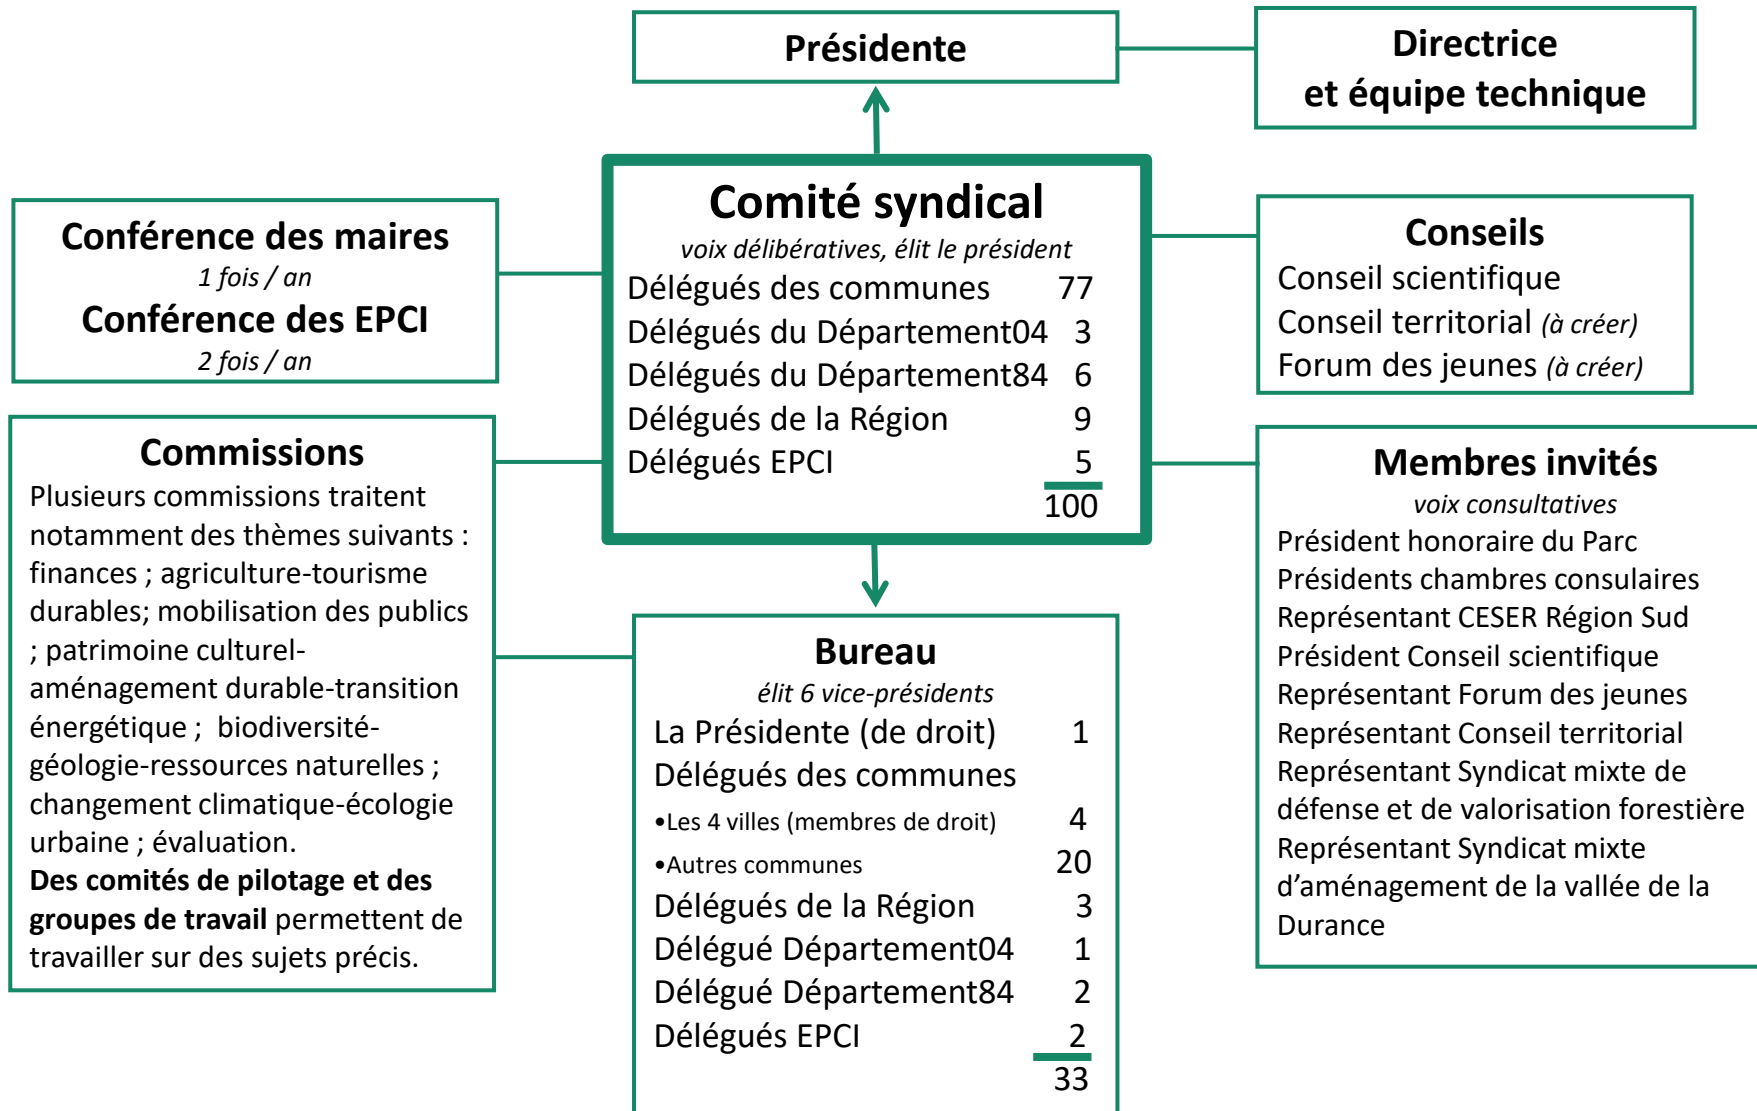 Présidente
Directrice
et équipe technique
Comité syndical
voix délibératives, élit le président
Délégués des communes 77
Délégués du Département04 3
Délégués du Département84 6
Délégués de la Région 9
Délégués EPCI 5
100
Conférence des maires
1 fois / an
Conférence des EPCI
2 fois / an
Conseils
Conseil scientifique
Conseil territorial (à créer)
Forum des jeunes (à créer)
Commissions
Plusieurs commissions traitent
notamment des thèmes suivants :
finances ; agriculture-tourisme
durables; mobilisation des publics
; patrimoine culturel-
aménagement durable-transition
énergétique ; biodiversité-
géologie-ressources naturelles ;
changement climatique-écologie
urbaine ; évaluation.
Des comités de pilotage et des
groupes de travail permettent de
travailler sur des sujets précis.
Bureau
élit 6 vice-présidents
La Présidente (de droit) 1
Délégués des communes
•Les 4 villes (membres de droit) 4
•Autres communes 20
Délégués de la Région 3
Délégué Département04 1
Délégué Département84 2
Délégués EPCI 2
33
Membres invités
voix consultatives
Président honoraire du Parc
Présidents chambres consulaires
Représentant CESER Région Sud
Président Conseil scientifique
Représentant Forum des jeunes
Représentant Conseil territorial
Représentant Syndicat mixte de
défense et de valorisation forestière
Représentant Syndicat mixte
d’aménagement de la vallée de la
Durance